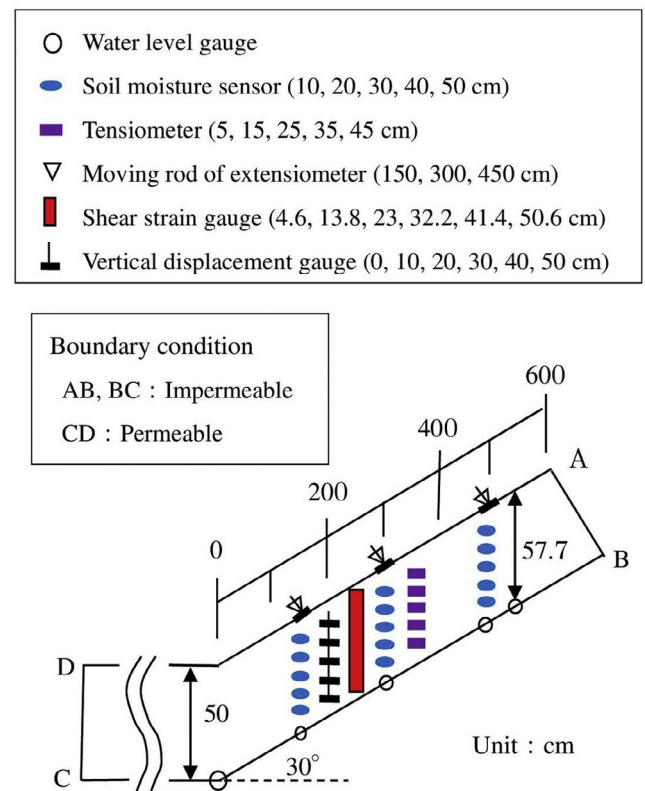 Water level gauge
Soil moisture sensor (10, 20, 30, 40, 50 cm)
Tensiometer (5, 15, 25, 35, 45 cm)
Moving rod of extensiometer (150, 300, 450 cm)
Shear strain gauge (4.6, 13.8, 23, 32.2, 41.4, 50.6 cm)
Vertical displacement gauge (0, 10, 20, 30, 40, 50 cm)
Boundary condition
AB, BC : Impermeable
CD : Permeable
600
400
200
0
A
57.7
B
D
50
C
30°
Unit : cm